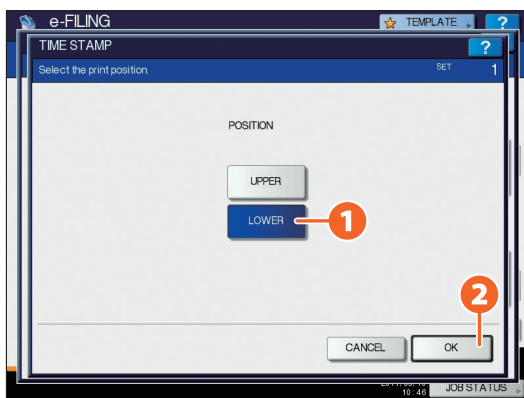 e-FILING
TEMPLATE
?
TIME STAMP
?
Select the print position.
SET 1
POSITION
UPPER
LOWER
1
2
CANCEL
OK
10:46
JOB STATUS